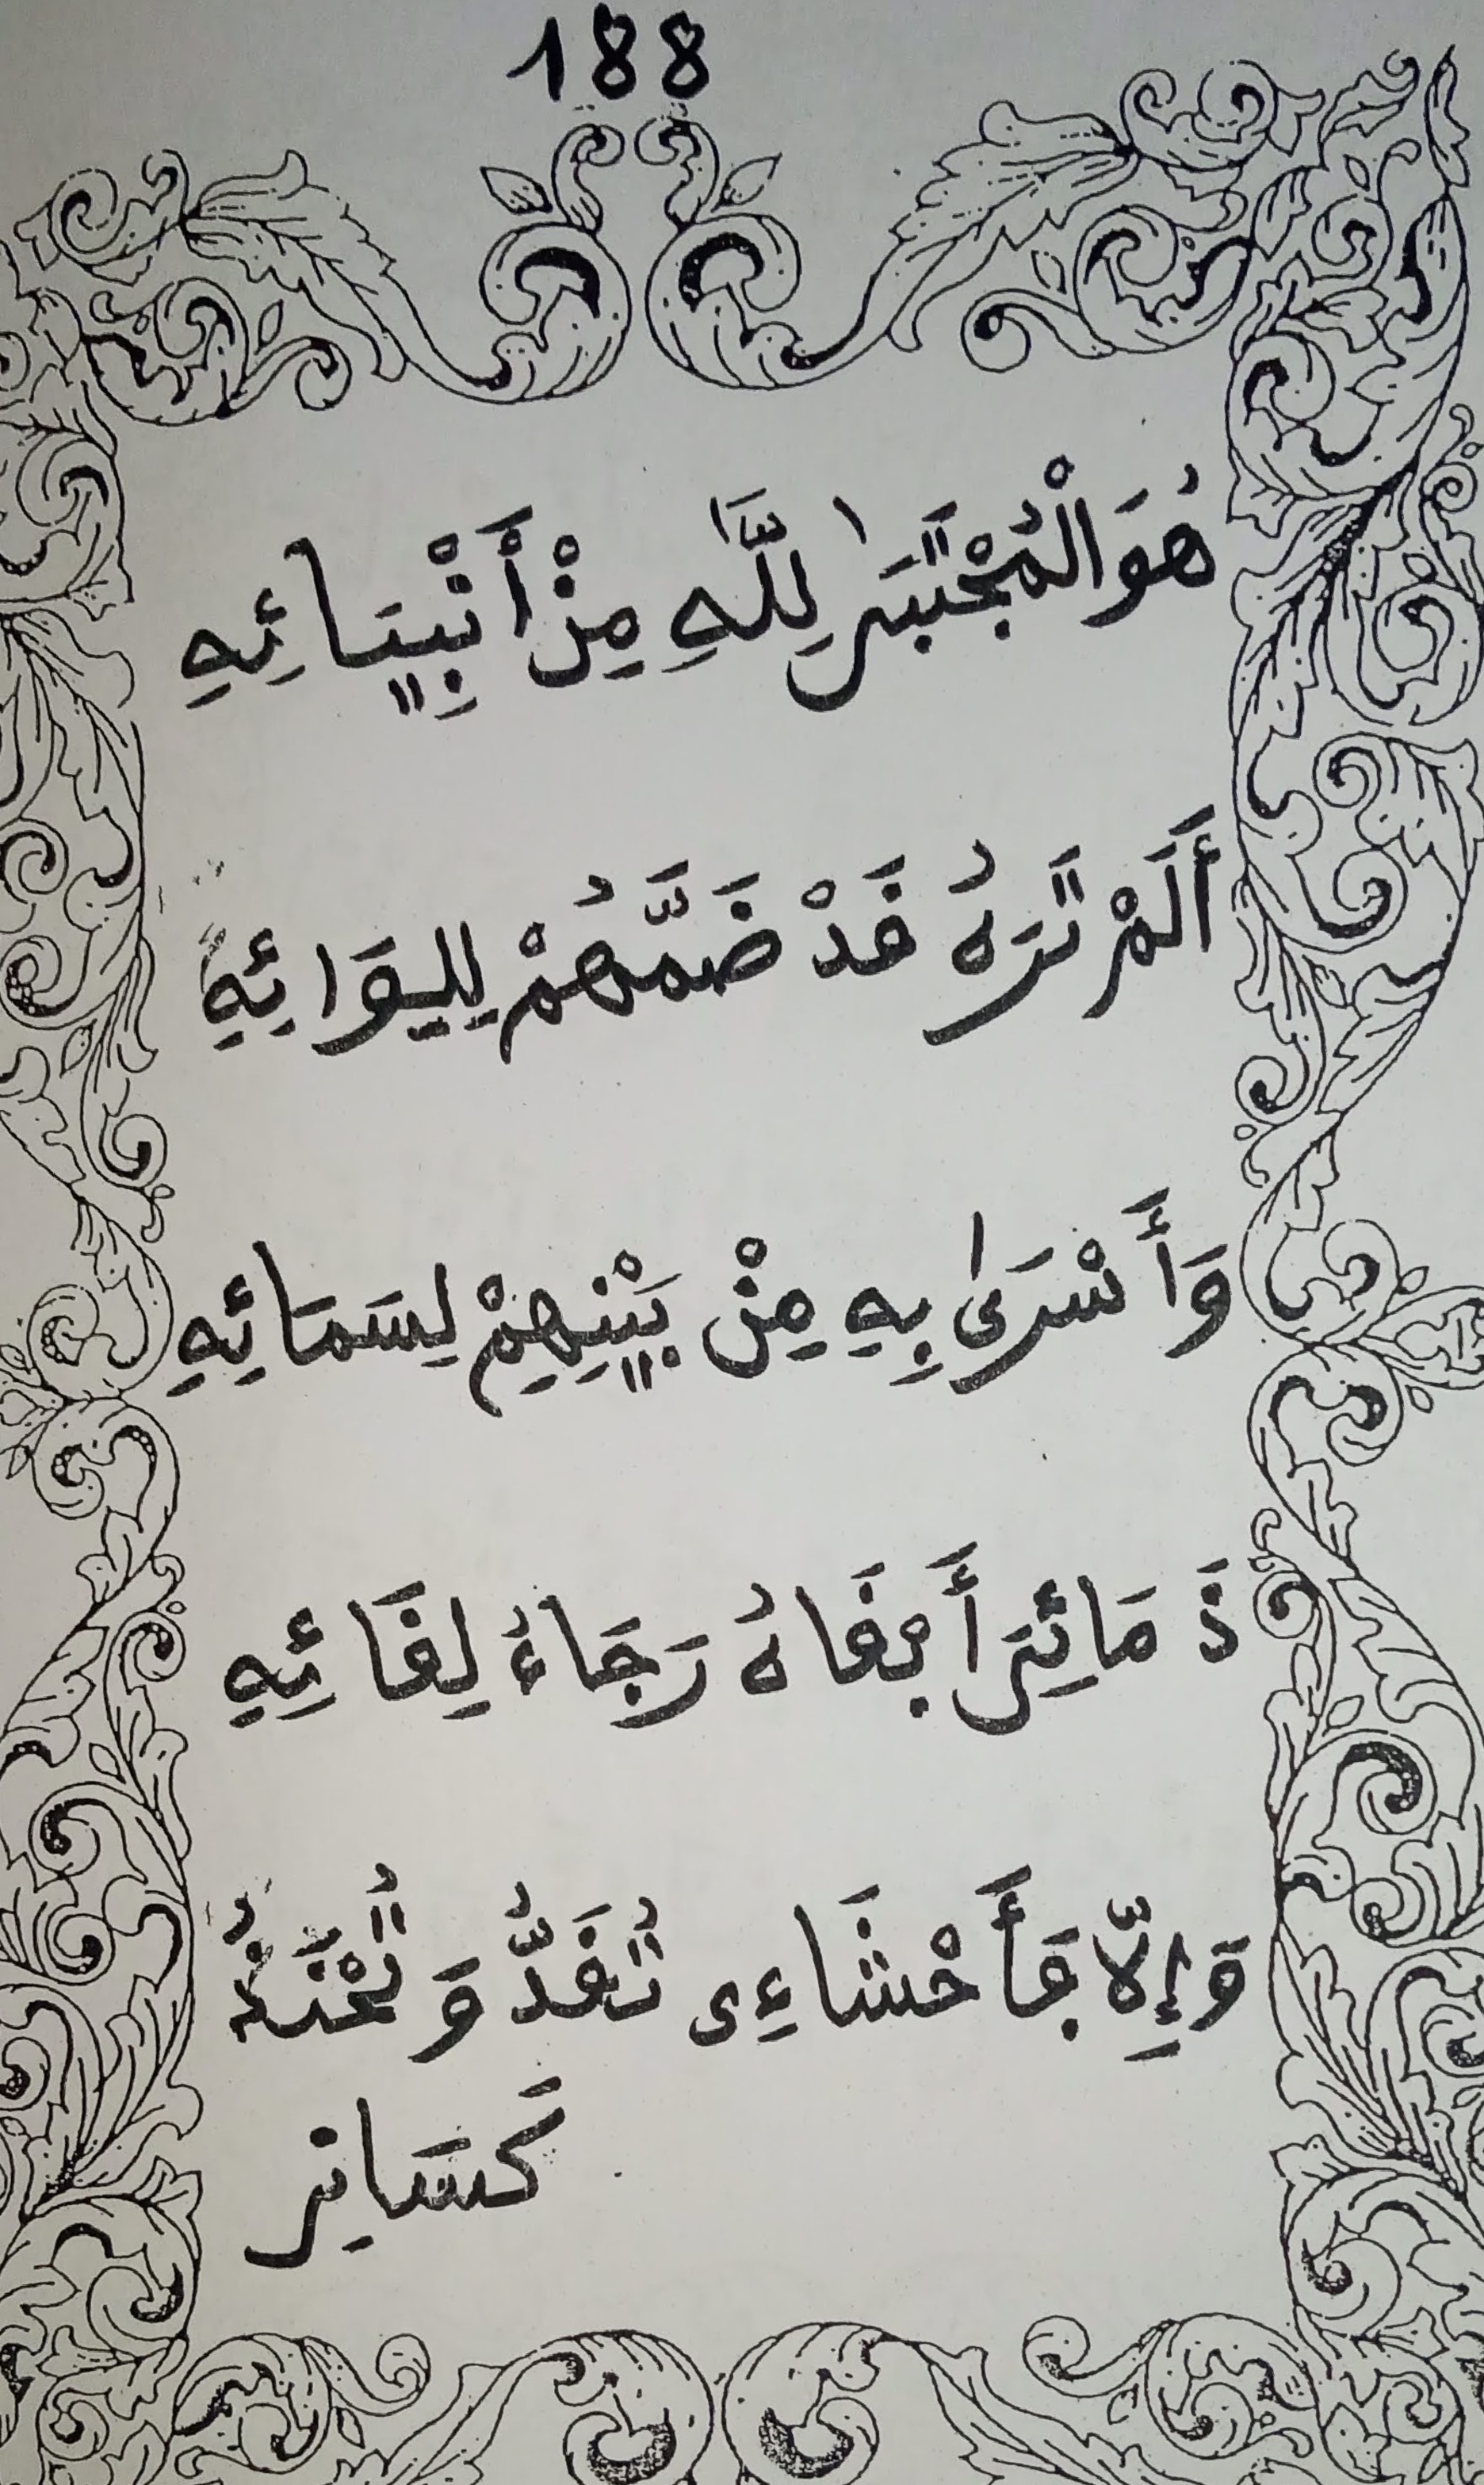 188
هُوَ الْمُجْتَبَىٰ لِلَّهِ مِنْ أَنْبِيَائِهِ
أَلَمْ تَرَهُ قَدْ ضَمَّهُمْ لِلِوَائِهِ
وَأَسْرَىٰ بِهِ مِنْ بَيْنِهِمْ لِسَمَائِهِ
ذَمَائِرَ أَبْقَاهُ رَجَاءُ لِقَائِهِ
وَإِلَّا فَأَحْشَاءِى تُقَدُّ وَتُحْنَذُ
كَسَائِر